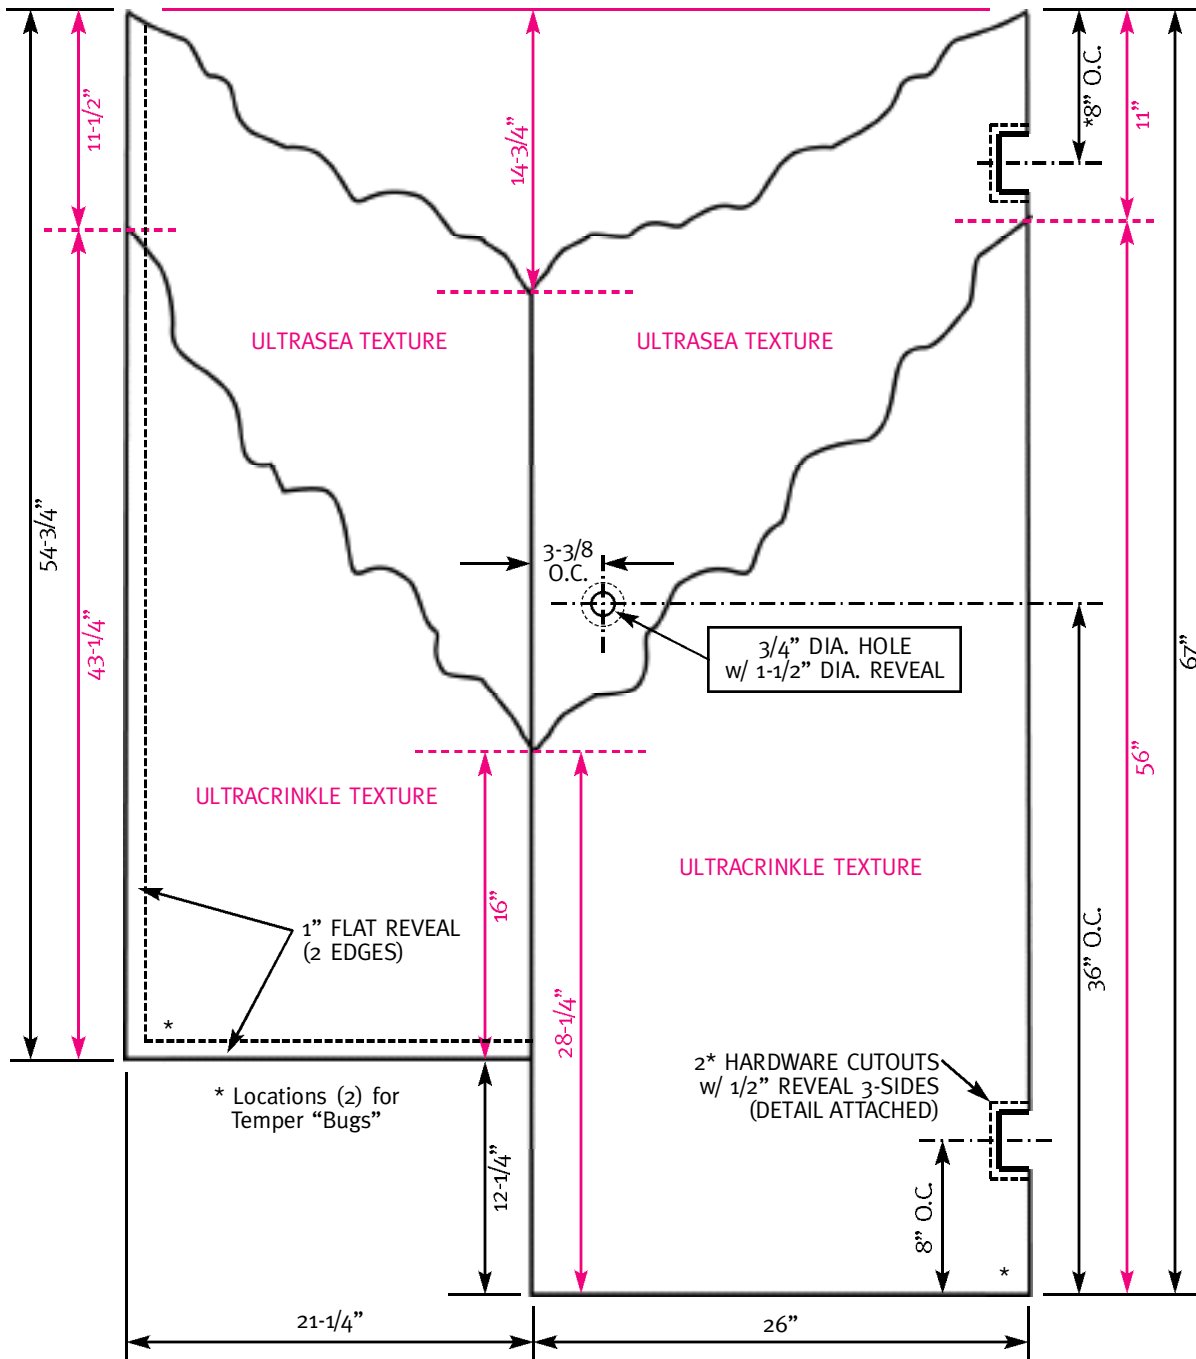 11-1/2”
14-3/4”
*8” O.C.
11”
ULTRASEA TEXTURE
ULTRASEA TEXTURE
54-3/4”
43-1/4”
3-3/8
O.C.
3/4” DIA. HOLE
w/ 1-1/2” DIA. REVEAL
67”
56”
ULTRACRINKLE TEXTURE
ULTRACRINKLE TEXTURE
16”
1” FLAT REVEAL
(2 EDGES)
36” O.C.
28-1/4”
*
2* HARDWARE CUTOUTS
w/ 1/2” REVEAL 3-SIDES
(DETAIL ATTACHED)
* Locations (2) for
Temper “Bugs”
12-1/4”
8” O.C.
*
21-1/4”
26”